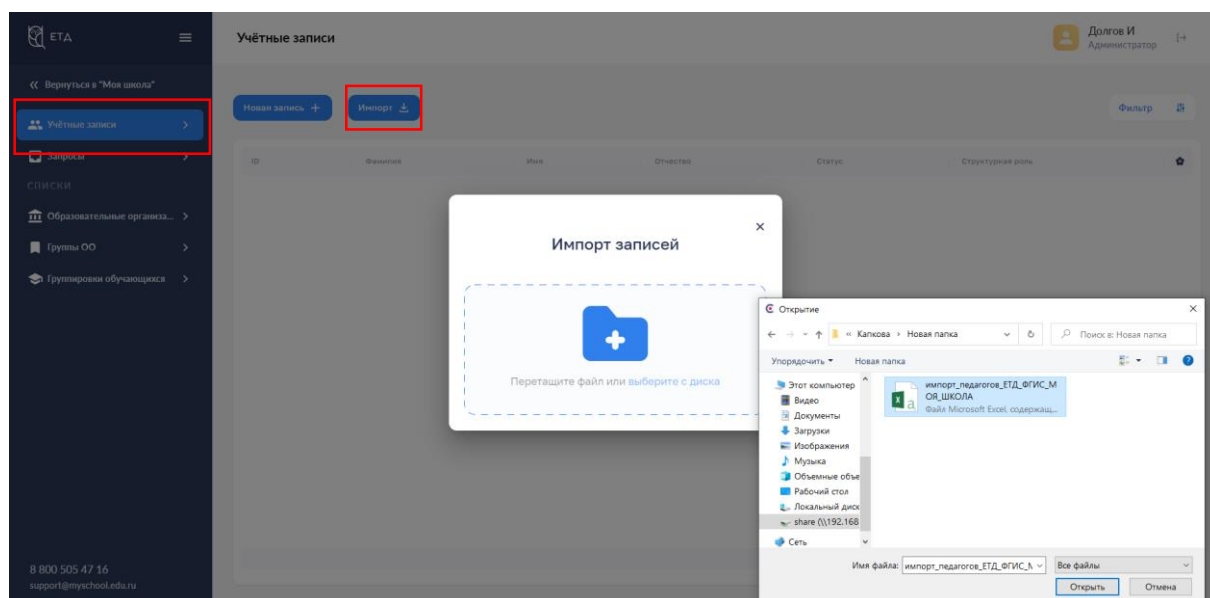 ЕТД
Учётные записи
Долгов И
Администратор
Вернуться в "Моя школа"
Учётные записи
Новая запись +
Импорт
Фильтр
Запросы
ID Фамилия Имя Отчество Статус Структурная роль
СПИСКИ
Образовательные организа...
Группы ОО
Группировки обучающихся
Импорт записей
Перетащите файл или выберите с диска
Открытие
« Капкова › Новая папка
Поиск в: Новая папка
Упорядочить
Новая папка
Этот компьютер
Видео
Документы
Загрузки
Изображения
Музыка
Объемные объе
Рабочий стол
Локальный диск
share (\\192.168
Сеть
импорт_педагогов_ЕТД_ФГИС_М
ОЯ_ШКОЛА
Файл Microsoft Excel, содержащ...
Имя файла: импорт_педагогов_ЕТД_ФГИС_М
Все файлы
Открыть
Отмена
8 800 505 47 16
support@myschool.edu.ru